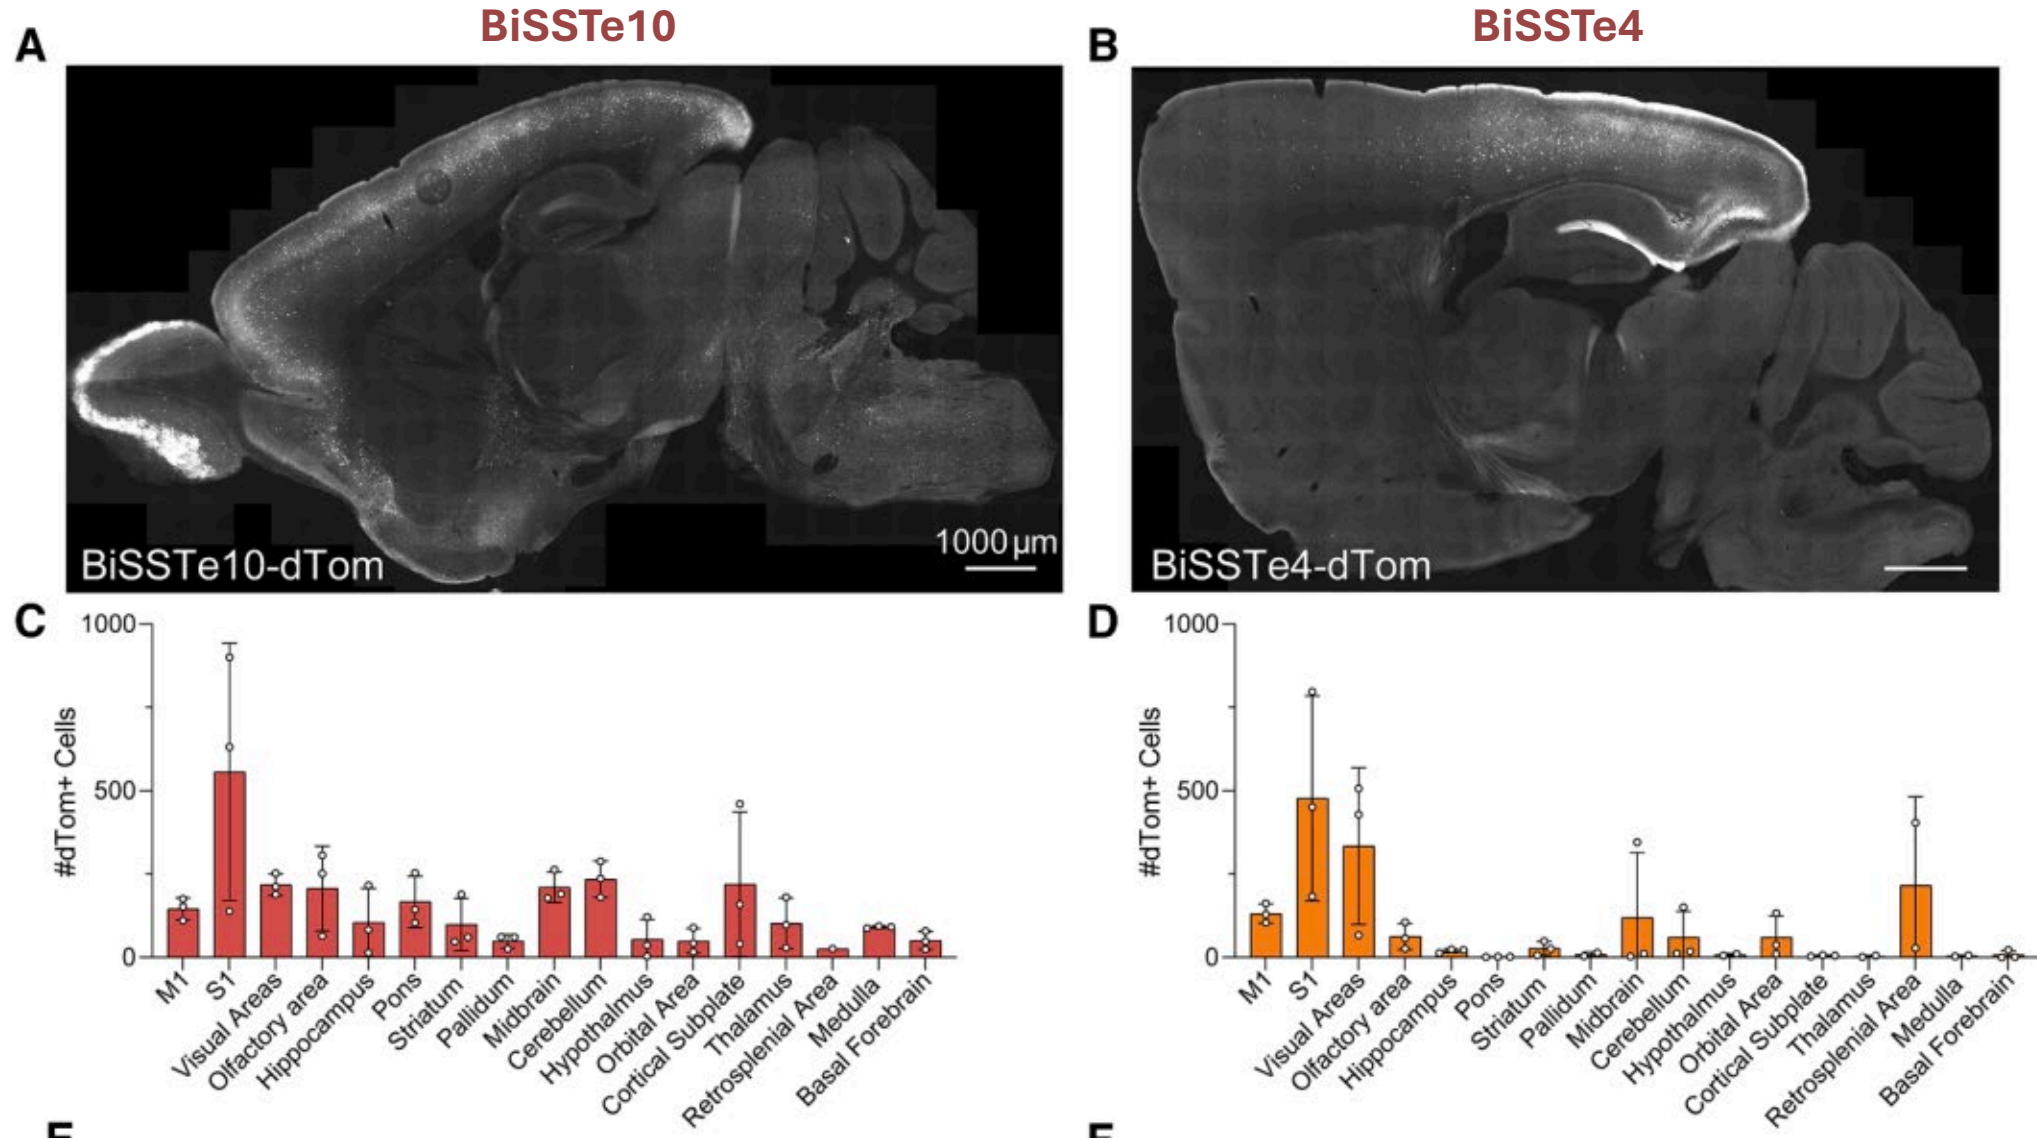 BiSSTe10
BiSSTe4
A
B
1000 µm
BiSSTe10-dTom
BiSSTe4-dTom
C
1000
500
0
#dTom+ Cells
M1
S1
Visual Areas
Olfactory area
Hippocampus
Pons
Striatum
Pallidum
Midbrain
Cerebellum
Hypothalmus
Orbital Area
Cortical Subplate
Thalamus
Retrosplenial Area
Medulla
Basal Forebrain
D
1000
500
0
#dTom+ Cells
M1
S1
Visual Areas
Olfactory area
Hippocampus
Pons
Striatum
Pallidum
Midbrain
Cerebellum
Hypothalmus
Orbital Area
Cortical Subplate
Thalamus
Retrosplenial Area
Medulla
Basal Forebrain